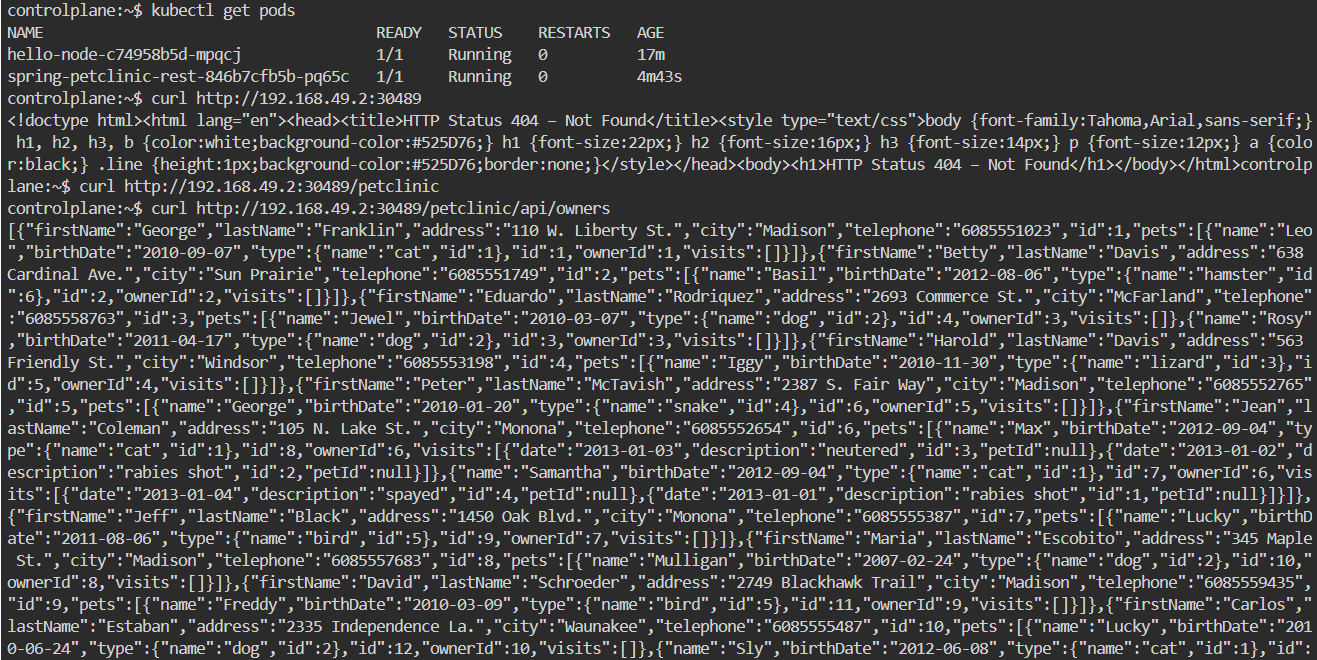 controlplane:~$ kubectl get pods
NAME                                READY   STATUS    RESTARTS   AGE
hello-node-c74958b5d-mpqcj          1/1     Running   0          17m
spring-petclinic-rest-846b7cfb5b-pq65c   1/1     Running   0          4m43s
controlplane:~$ curl http://192.168.49.2:30489
<!doctype html><html lang="en"><head><title>HTTP Status 404 – Not Found</title><style type="text/css">body {font-family:Tahoma,Arial,sans-serif;}
 h1, h2, h3, b {color:white;background-color:#525D76;} h1 {font-size:22px;} h2 {font-size:16px;} h3 {font-size:14px;} p {font-size:12px;} a {colo
r:black;} .line {height:1px;background-color:#525D76;border:none;}</style></head><body><h1>HTTP Status 404 – Not Found</h1></body></html>controlp
lane:~$ curl http://192.168.49.2:30489/petclinic
controlplane:~$ curl http://192.168.49.2:30489/petclinic/api/owners
[{"firstName":"George","lastName":"Franklin","address":"110 W. Liberty St.","city":"Madison","telephone":"6085551023","id":1,"pets":[{"name":"Leo
","birthDate":"2010-09-07","type":{"name":"cat","id":1},"id":1,"ownerId":1,"visits":[]}]},{"firstName":"Betty","lastName":"Davis","address":"638
Cardinal Ave.","city":"Sun Prairie","telephone":"6085551749","id":2,"pets":[{"name":"Basil","birthDate":"2012-08-06","type":{"name":"hamster","id
":6},"id":2,"ownerId":2,"visits":[]}]},{"firstName":"Eduardo","lastName":"Rodriquez","address":"2693 Commerce St.","city":"McFarland","telephone"
:"6085558763","id":3,"pets":[{"name":"Jewel","birthDate":"2010-03-07","type":{"name":"dog","id":2},"id":4,"ownerId":3,"visits":[]},{"name":"Rosy"
,"birthDate":"2011-04-17","type":{"name":"dog","id":2},"id":3,"ownerId":3,"visits":[]}]},{"firstName":"Harold","lastName":"Davis","address":"563
Friendly St.","city":"Windsor","telephone":"6085553198","id":4,"pets":[{"name":"Iggy","birthDate":"2010-11-30","type":{"name":"lizard","id":3},"i
d":5,"ownerId":4,"visits":[]}]},{"firstName":"Peter","lastName":"McTavish","address":"2387 S. Fair Way","city":"Madison","telephone":"6085552765"
,"id":5,"pets":[{"name":"George","birthDate":"2010-01-20","type":{"name":"snake","id":4},"id":6,"ownerId":5,"visits":[]}]},{"firstName":"Jean","l
astName":"Coleman","address":"105 N. Lake St.","city":"Monona","telephone":"6085552654","id":6,"pets":[{"name":"Max","birthDate":"2012-09-04","ty
pe":{"name":"cat","id":1},"id":8,"ownerId":6,"visits":[{"date":"2013-01-03","description":"neutered","id":3,"petId":null},{"date":"2013-01-02","d
escription":"rabies shot","id":2,"petId":null}]},{"name":"Samantha","birthDate":"2012-09-04","type":{"name":"cat","id":1},"id":7,"ownerId":6,"vis
its":[{"date":"2013-01-04","description":"spayed","id":4,"petId":null},{"date":"2013-01-01","description":"rabies shot","id":1,"petId":null}]}]},
{"firstName":"Jeff","lastName":"Black","address":"1450 Oak Blvd.","city":"Monona","telephone":"6085555387","id":7,"pets":[{"name":"Lucky","birthD
ate":"2011-08-06","type":{"name":"bird","id":5},"id":9,"ownerId":7,"visits":[]}]},{"firstName":"Maria","lastName":"Escobito","address":"345 Maple
 St.","city":"Madison","telephone":"6085557683","id":8,"pets":[{"name":"Mulligan","birthDate":"2007-02-24","type":{"name":"dog","id":2},"id":10,"
ownerId":8,"visits":[]}]},{"firstName":"David","lastName":"Schroeder","address":"2749 Blackhawk Trail","city":"Madison","telephone":"6085559435",
"id":9,"pets":[{"name":"Freddy","birthDate":"2010-03-09","type":{"name":"bird","id":5},"id":11,"ownerId":9,"visits":[]}]},{"firstName":"Carlos","
lastName":"Estaban","address":"2335 Independence La.","city":"Waunakee","telephone":"6085555487","id":10,"pets":[{"name":"Lucky","birthDate":"201
0-06-24","type":{"name":"dog","id":2},"id":12,"ownerId":10,"visits":[]},{"name":"Sly","birthDate":"2012-06-08","type":{"name":"cat","id":1},"id":